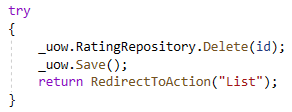 try
{
_uow.RatingRepository.Delete(id);
_uow.Save();
return RedirectToAction("List");
}